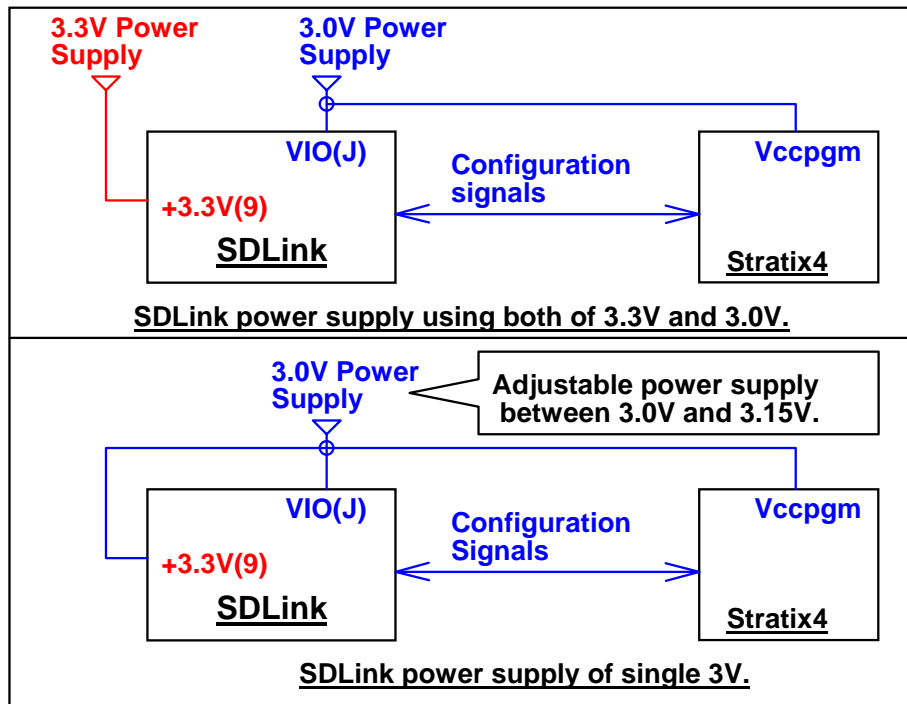 3.3V Power
Supply
3.0V Power
Supply
VIO(J)
Vccpgm
Configuration
signals
+3.3V(9)
SDLink
Stratix4
SDLink power supply using both of 3.3V and 3.0V.
3.0V Power
Supply
Adjustable power supply
between 3.0V and 3.15V.
VIO(J)
Vccpgm
Configuration
Signals
+3.3V(9)
SDLink
Stratix4
SDLink power supply of single 3V.